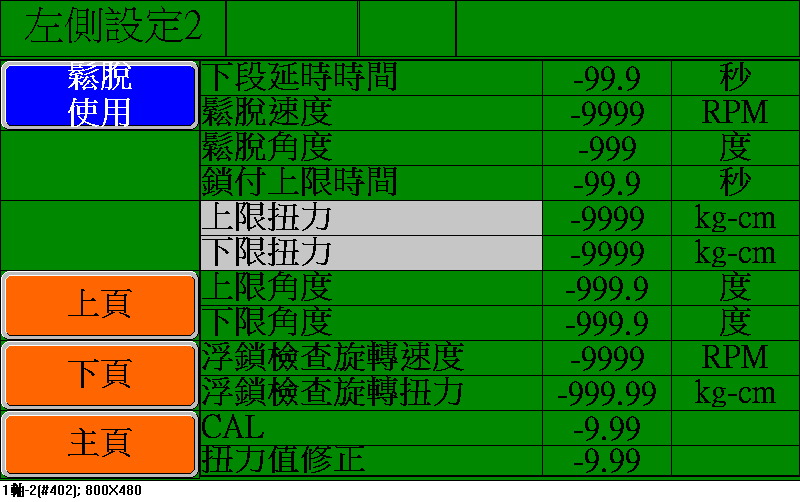 左側設定2
鬆脫
使用
下段延時時間 -99.9 秒
鬆脫速度 -9999 RPM
鬆脫角度 -999 度
鎖付上限時間 -99.9 秒
上限扭力 -9999 kg-cm
下限扭力 -9999 kg-cm
上頁
上限角度 -999.9 度
下限角度 -999.9 度
下頁
浮鎖檢查旋轉速度 -9999 RPM
浮鎖檢查旋轉扭力 -999.99 kg-cm
主頁
CAL -9.99
扭力值修正 -9.99
1軸-2(#402); 800X480